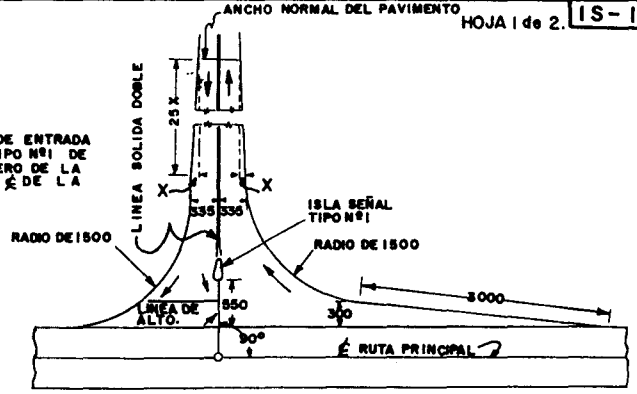 ANCHO NORMAL DEL PAVIMENTO
HOJA 1 de 2.
IS-1
DE ENTRADA
TIPO Nº1 DE
ERO DE LA
DE LA
LINEA SOLIDA DOBLE
25X
X
X
335
335
ISLA SEÑAL
TIPO Nº1
RADIO DE 1500
RADIO DE 1500
3000
LINEA DE
ALTO.
550
300
90°
RUTA PRINCIPAL